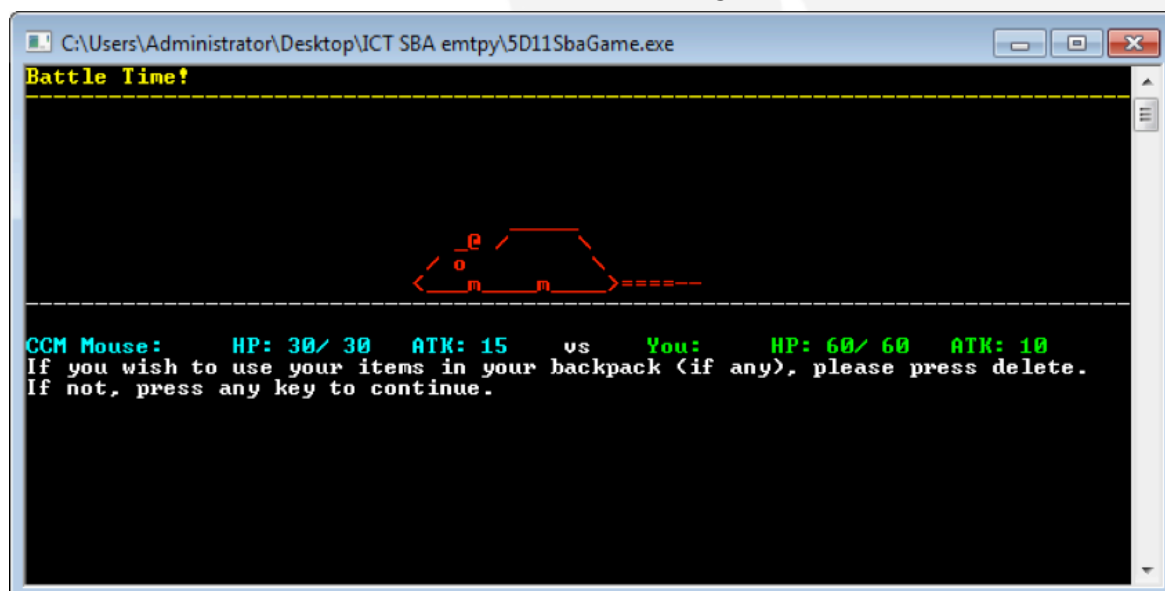 C:\Users\Administrator\Desktop\ICT SBA emtpy\5D11SbaGame.exe
Battle Time!
CCM Mouse: HP: 30/ 30 ATK: 15 vs You: HP: 60/ 60 ATK: 10
If you wish to use your items in your backpack (if any), please press delete.
If not, press any key to continue.